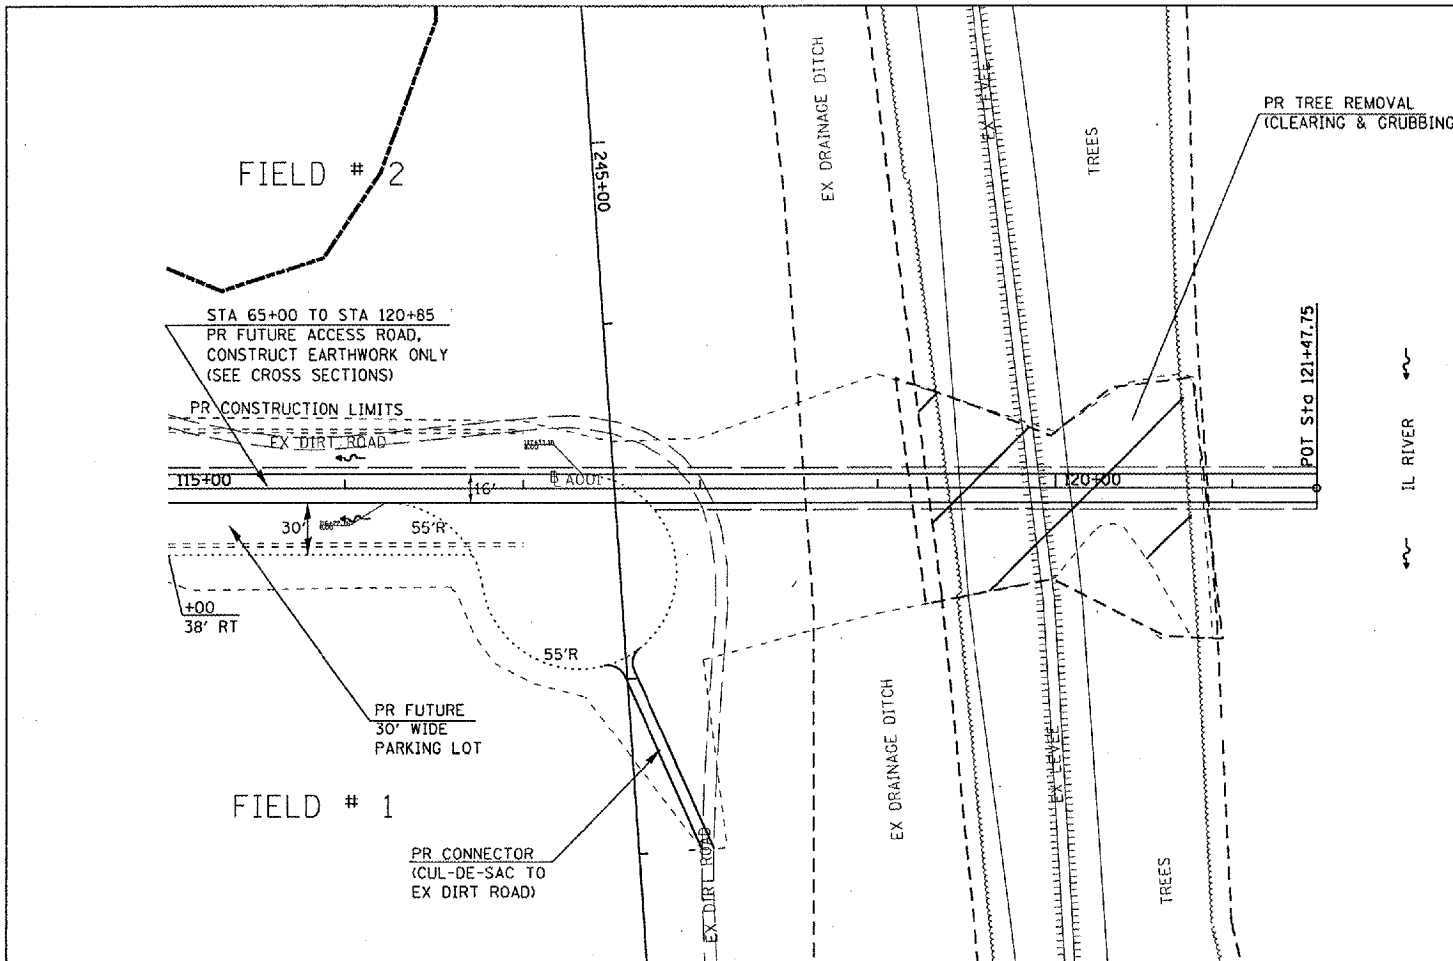 EX DRAINAGE DITCH
EX LEVEE
TREES
PR TREE REMOVAL
(CLEARING & GRUBBING
FIELD # 2
245+00
STA 65+00 TO STA 120+85
PR FUTURE ACCESS ROAD,
CONSTRUCT EARTHWORK ONLY
(SEE CROSS SECTIONS)
PR CONSTRUCTION LIMITS
EX DIRT ROAD
POT Sta 121+47.75
IL RIVER
115+00
16'
120+00
30'
55'R
+00
38' RT
55'R
PR FUTURE
30' WIDE
PARKING LOT
FIELD # 1
PR CONNECTOR
(CUL-DE-SAC TO
EX DIRT ROAD)
EX DIRT ROAD
EX DRAINAGE DITCH
EX LEVEE
TREES